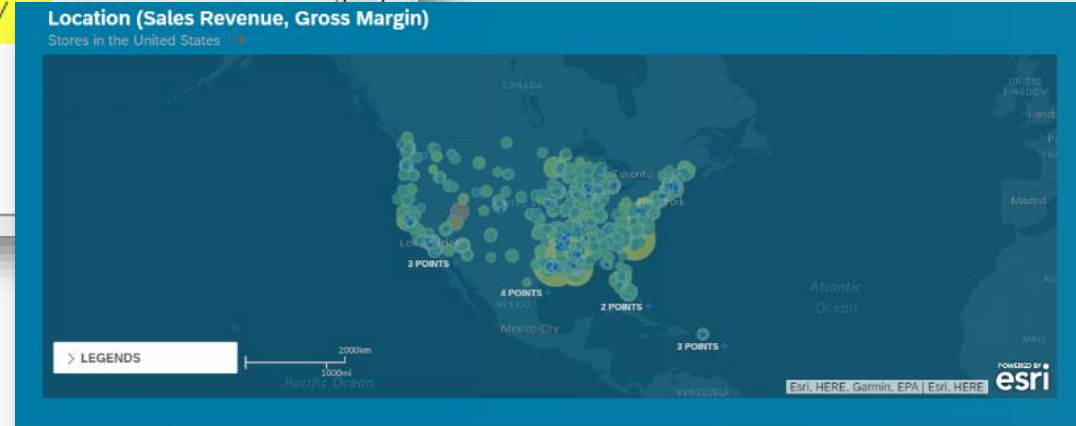 Location (Sales Revenue, Gross Margin)
Stores in the United States
CANADA
UNITED
KINGDOM
Toronto
Madrid
3 POINTS
4 POINTS
MEXICO
2 POINTS
Atlantic
Ocean
Mexico City
3 POINTS
MALI
> LEGENDS
2000km
1000mi
Pacific Ocean
VENEZUELA
Esri, HERE, Garmin, EPA | Esri, HERE
POWERED BY
esri